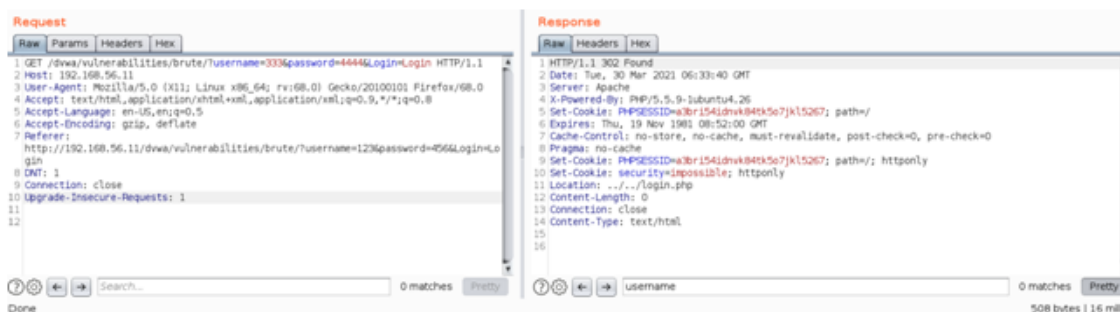 Request
Raw Params Headers Hex
1 GET /dvwa/vulnerabilities/brute/?username=333&password=4444&Login=Login HTTP/1.1
2 Host: 192.168.56.11
3 User-Agent: Mozilla/5.0 (X11; Linux x86_64; rv:68.0) Gecko/20100101 Firefox/68.0
4 Accept: text/html,application/xhtml+xml,application/xml;q=0.9,*/*;q=0.8
5 Accept-Language: en-US,en;q=0.5
6 Accept-Encoding: gzip, deflate
7 Referer:
http://192.168.56.11/dvwa/vulnerabilities/brute/?username=123&password=456&Login=Lo
gin
8 DNT: 1
9 Connection: close
10 Upgrade-Insecure-Requests: 1
11
12
Search...
0 matches
Pretty
Done
Response
Raw Headers Hex
1 HTTP/1.1 302 Found
2 Date: Tue, 30 Mar 2021 06:33:40 GMT
3 Server: Apache
4 X-Powered-By: PHP/5.5.9-1ubuntu4.26
5 Set-Cookie: PHPSESSID=a3bri54idnvk84tk5o7jkl5267; path=/
6 Expires: Thu, 19 Nov 1981 08:52:00 GMT
7 Cache-Control: no-store, no-cache, must-revalidate, post-check=0, pre-check=0
8 Pragma: no-cache
9 Set-Cookie: PHPSESSID=a3bri54idnvk84tk5o7jkl5267; path=/; httponly
10 Set-Cookie: security=impossible; httponly
11 Location: ../../login.php
12 Content-Length: 0
13 Connection: close
14 Content-Type: text/html
15
16
username
0 matches
Pretty
508 bytes | 16 mil